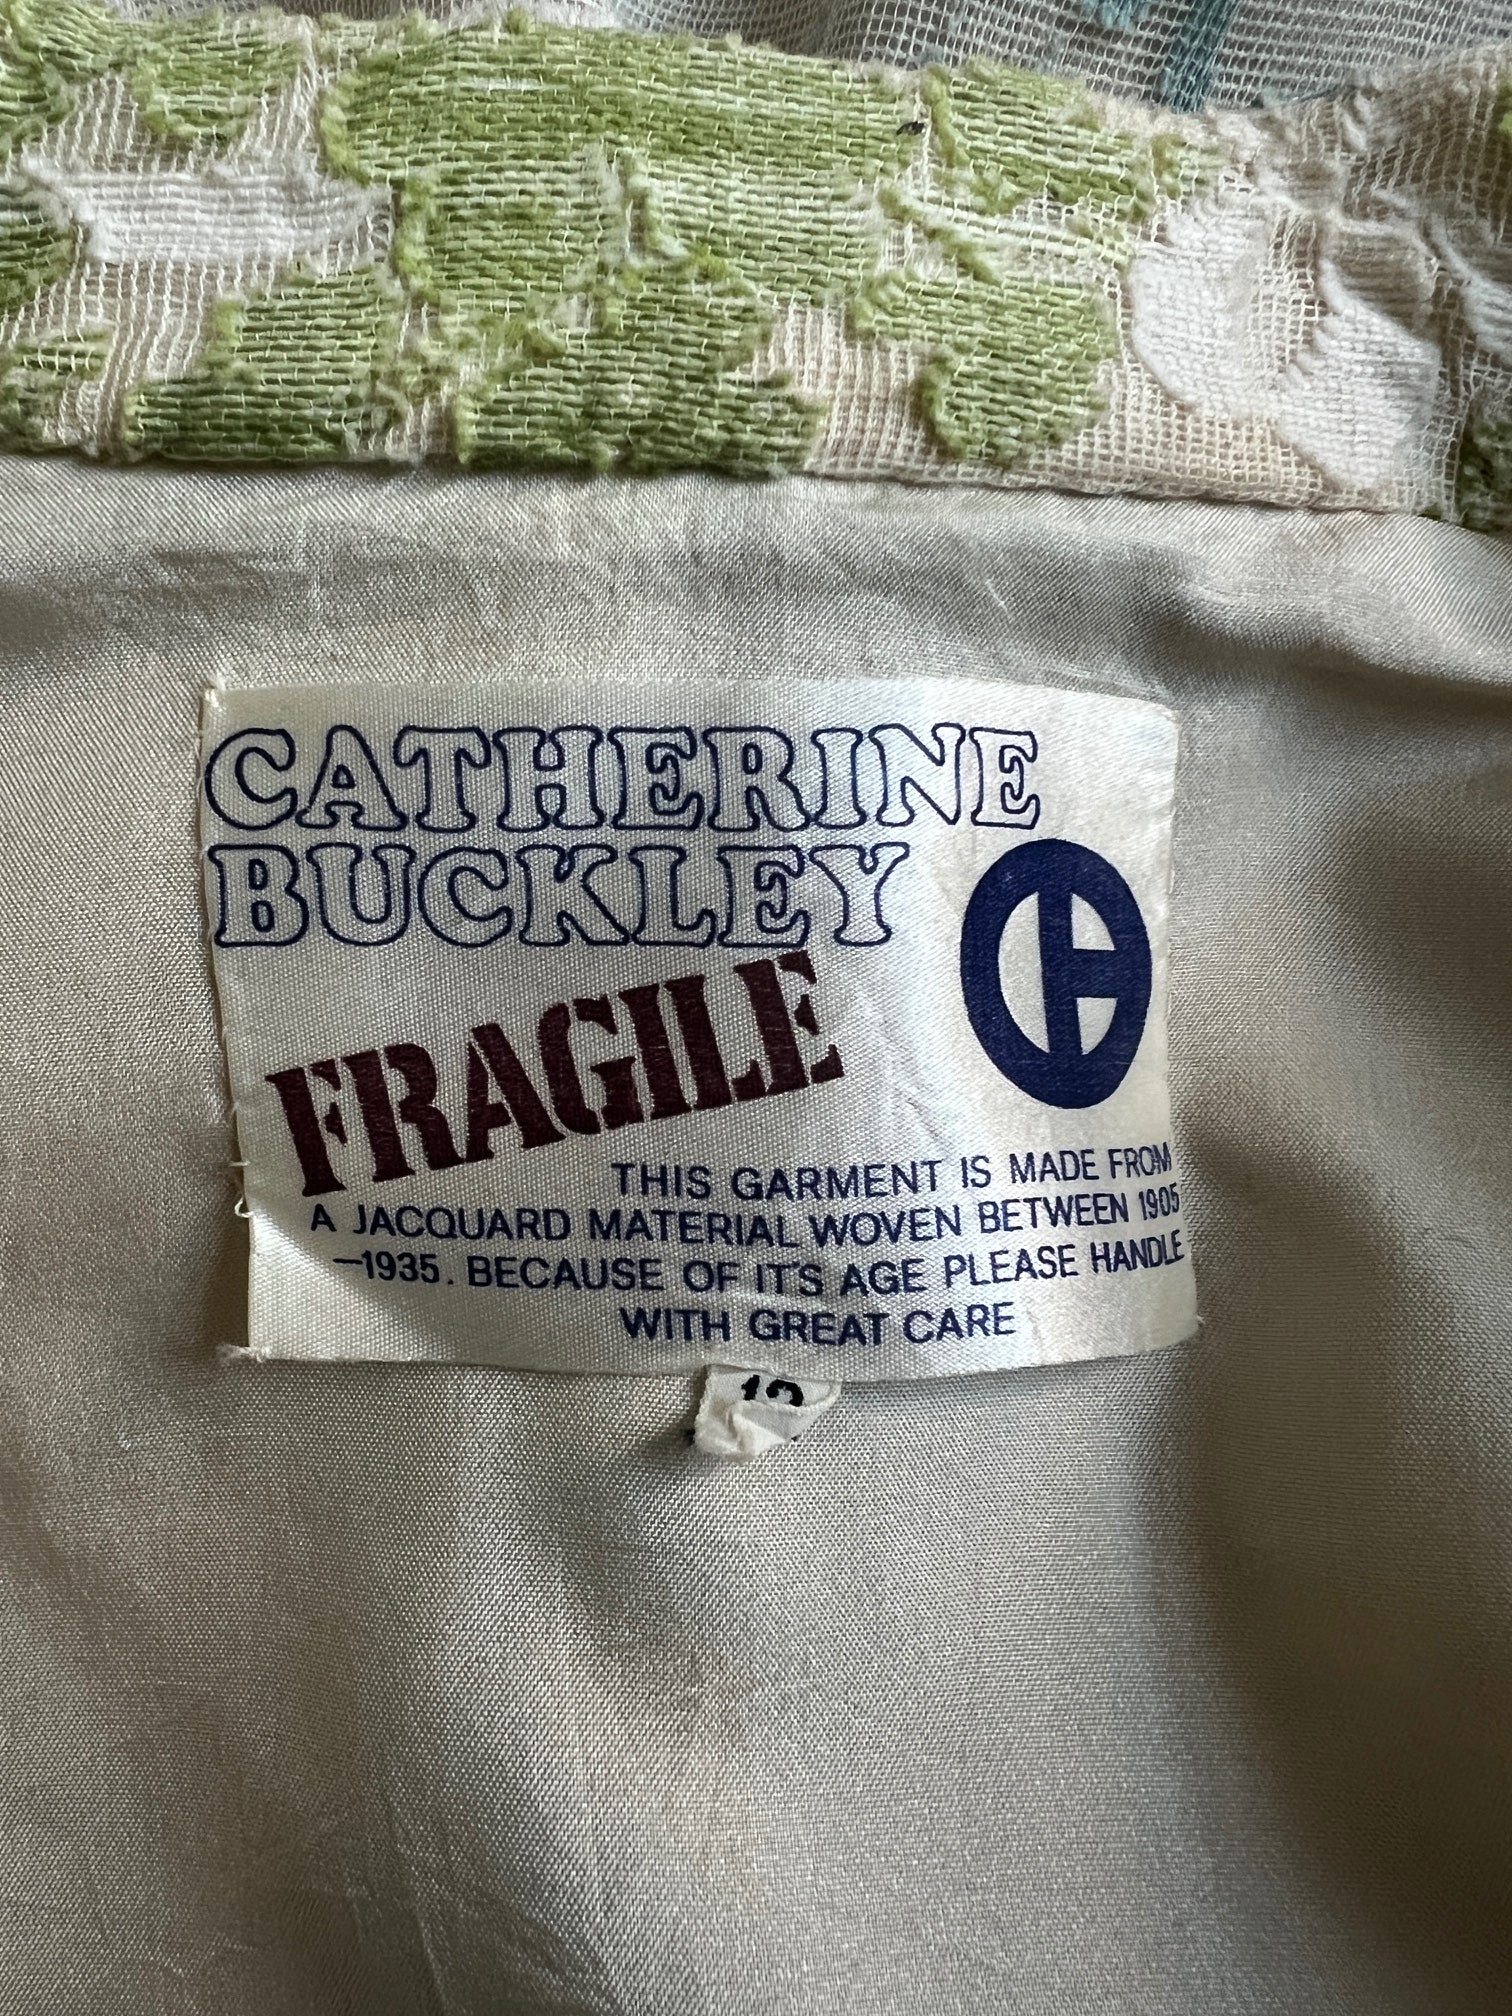 CATHERINE
BUCKLEY
FRAGILE
THIS GARMENT IS MADE FROM
A JACQUARD MATERIAL WOVEN BETWEEN 1905
–1935. BECAUSE OF IT'S AGE PLEASE HANDLE
WITH GREAT CARE